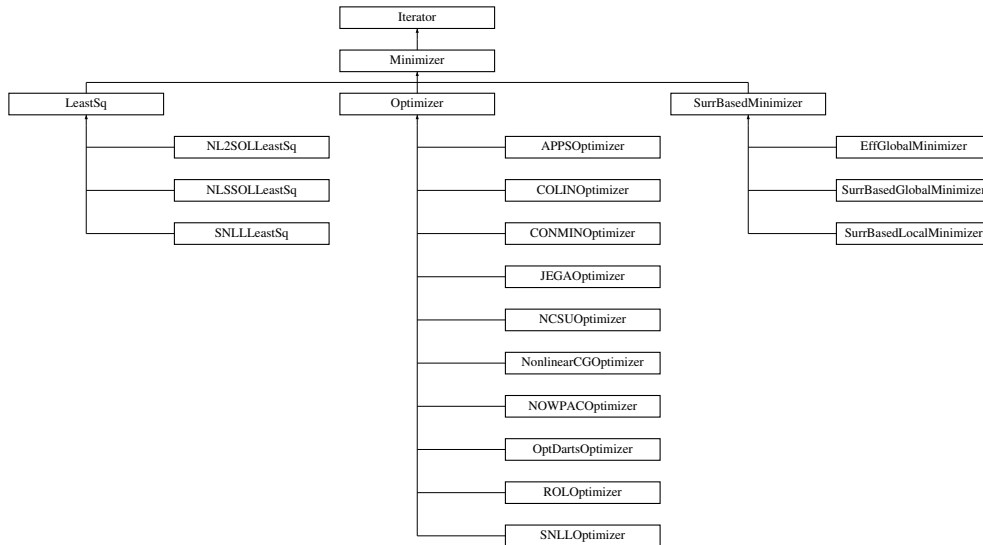 Iterator
Minimizer
LeastSq
Optimizer
SurrBasedMinimizer
NL2SOLLeastSq
APPSOptimizer
EffGlobalMinimizer
NLSSOLLeastSq
COLINOptimizer
SurrBasedGlobalMinimizer
SNLLLeastSq
CONMINOptimizer
SurrBasedLocalMinimizer
JEGAOptimizer
NCSUOptimizer
NonlinearCGOptimizer
NOWPACOptimizer
OptDartsOptimizer
ROLOptimizer
SNLLOptimizer